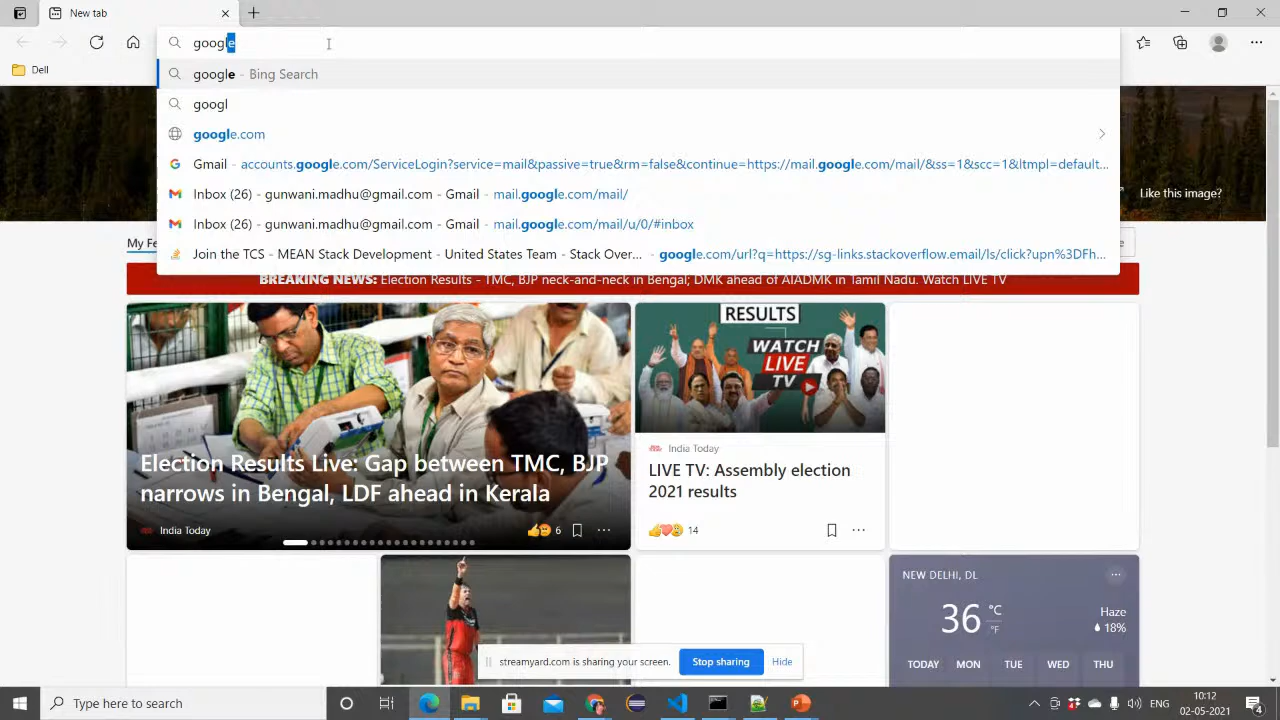 New tab
google
Dell
google - Bing Search
googl
google.com
Gmail - accounts.google.com/ServiceLogin?service=mail&passive=true&rm=false&continue=https://mail.google.com/mail/&ss=1&scc=1&ltmpl=default...
Inbox (26) - gunwani.madhu@gmail.com - Gmail - mail.google.com/mail/
Like this image?
Inbox (26) - gunwani.madhu@gmail.com - Gmail - mail.google.com/mail/u/0/#inbox
My Fe
Join the TCS - MEAN Stack Development - United States Team - Stack Over... - google.com/url?q=https://sg-links.stackoverflow.email/ls/click?upn%3DFh...
BREAKING NEWS: Election Results - TMC, BJP neck-and-neck in Bengal; DMK ahead of AIADMK in Tamil Nadu. Watch LIVE TV
RESULTS
WATCH
LIVE
TV
India Today
Election Results Live: Gap between TMC, BJP
narrows in Bengal, LDF ahead in Kerala
LIVE TV: Assembly election
2021 results
India Today
6
14
NEW DELHI, DL
36 °C
°F
Haze
18%
TODAY MON TUE WED THU
streamyard.com is sharing your screen. Stop sharing Hide
Type here to search
ENG
10:12
02-05-2021
4